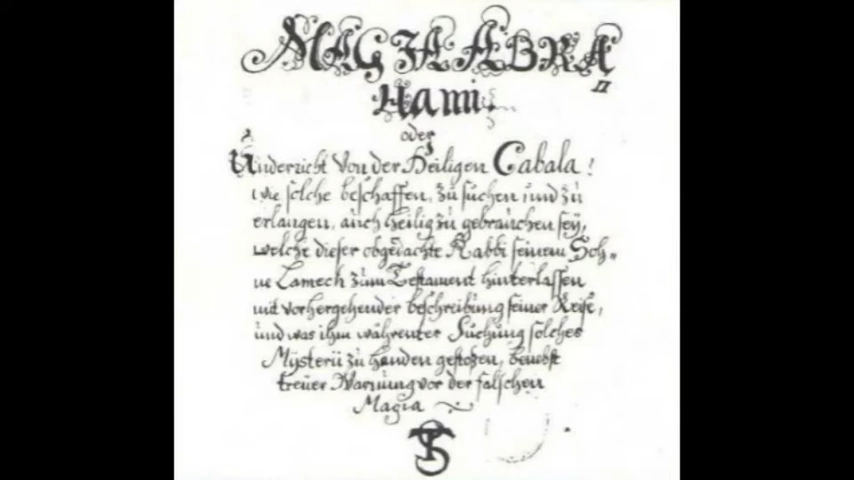 MAGIA ABRA=
Hami.
oder
Underricht Von der Heiligen Cabala!
wie solche beschaffen, zu suchen und zu
erlangen, auch heilig zu gebrauchen sey,
welche dieser obgedachte Rabbi seinem Soh=
ne Lamech zum Testament hinterlassen
mit vorhergehender beschreibung seiner Reise,
und was ihm währenter Suchung solches
Mÿsterii zu handen gestoßen, benebst
treuer Warnung vor der falschen
Magia